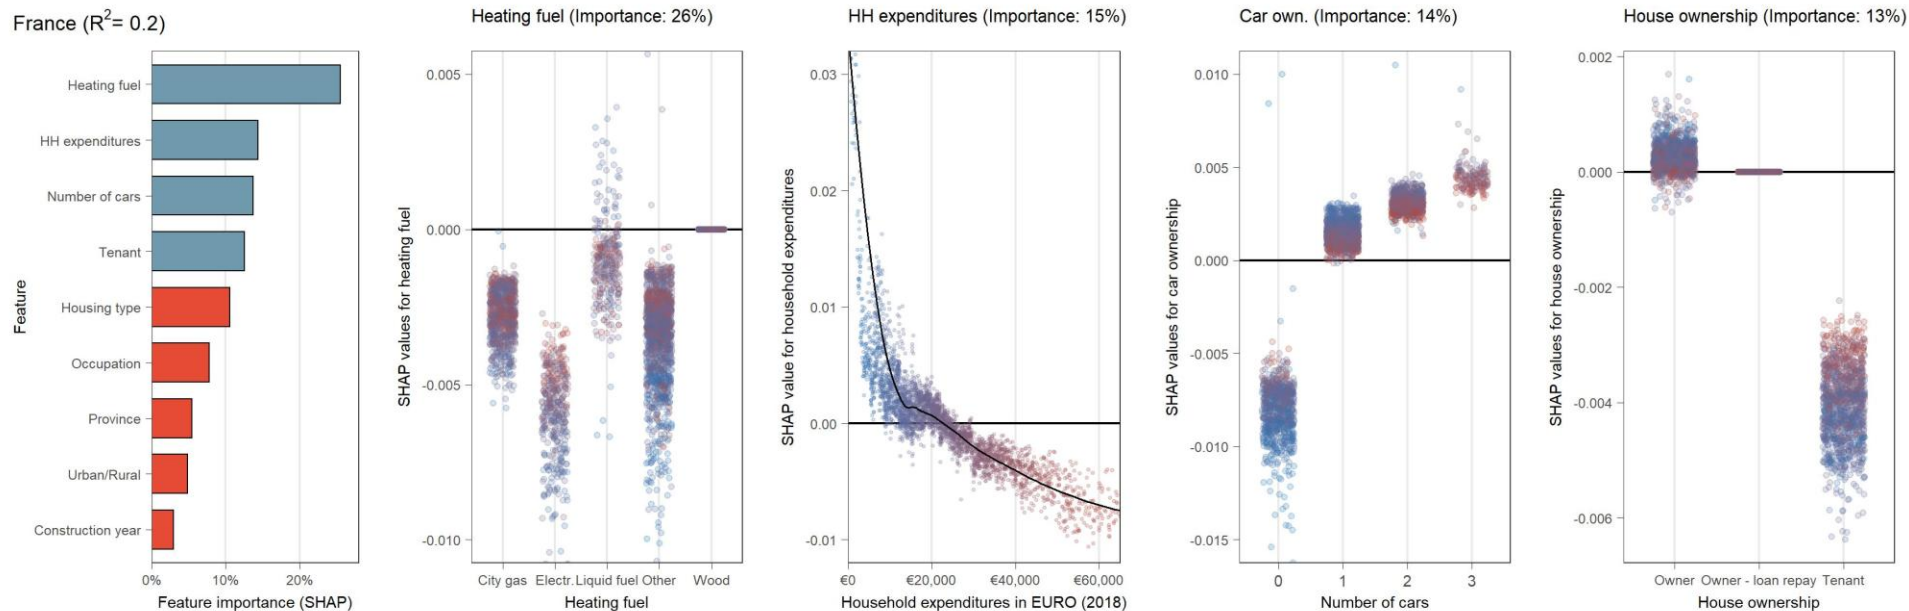 France (R²= 0.2)
Feature
Heating fuel
HH expenditures
Number of cars
Tenant
Housing type
Occupation
Province
Urban/Rural
Construction year
0% 10% 20%
Feature importance (SHAP)
Heating fuel (Importance: 26%)
SHAP values for heating fuel
0.005
0.000
-0.005
-0.010
City gas Electr. Liquid fuel Other Wood
Heating fuel
HH expenditures (Importance: 15%)
SHAP value for household expenditures
0.03
0.02
0.01
0.00
-0.01
€0 €20,000 €40,000 €60,000
Household expenditures in EURO (2018)
Car own. (Importance: 14%)
SHAP values for car ownership
0.010
0.005
0.000
-0.005
-0.010
-0.015
0 1 2 3
Number of cars
House ownership (Importance: 13%)
SHAP values for house ownership
0.002
0.000
-0.002
-0.004
-0.006
Owner Owner - loan repay Tenant
House ownership